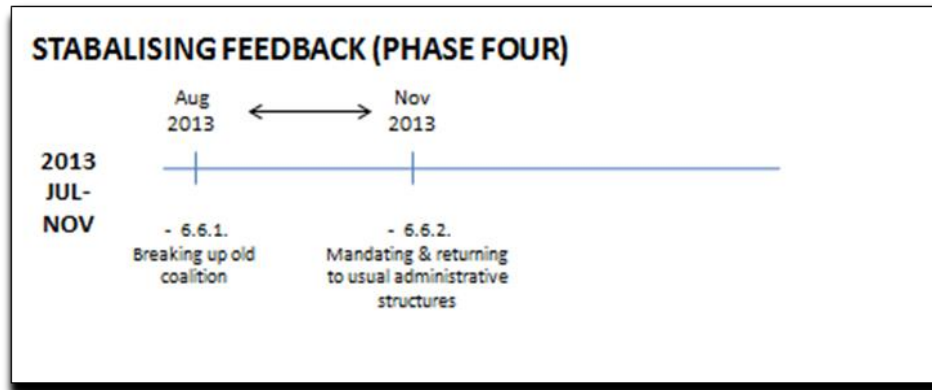 STABALISING FEEDBACK (PHASE FOUR)
Aug
2013
Nov
2013
2013
JUL-
NOV
- 6.6.1.
Breaking up old
coalition
- 6.6.2.
Mandating & returning
to usual administrative
structures